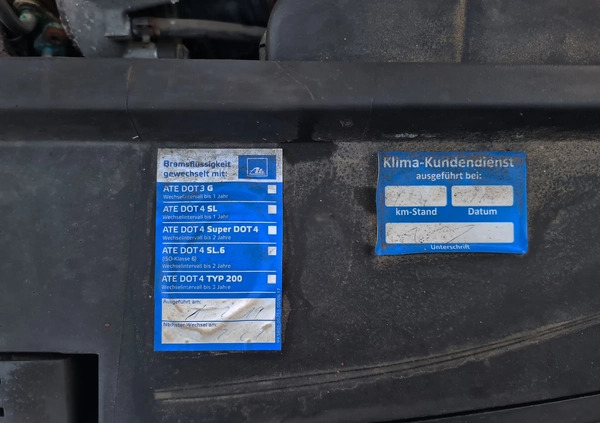 Bremsflüssigkeit
gewechselt mit:
ATE
ATE DOT 3 G
Wechselintervall bis 1 Jahr
ATE DOT 4 SL
Wechselintervall bis 1 Jahr
ATE DOT 4 Super DOT 4
Wechselintervall bis 2 Jahre
ATE DOT 4 SL.6
(ISO-Klasse 6)
Wechselintervall bis 2 Jahre
ATE DOT 4 TYP 200
Wechselintervall bis 3 Jahre
Ausgeführt am:
Nächster Wechsel am:
Klima-Kundendienst
ausgeführt bei:
km-Stand Datum
Unterschrift